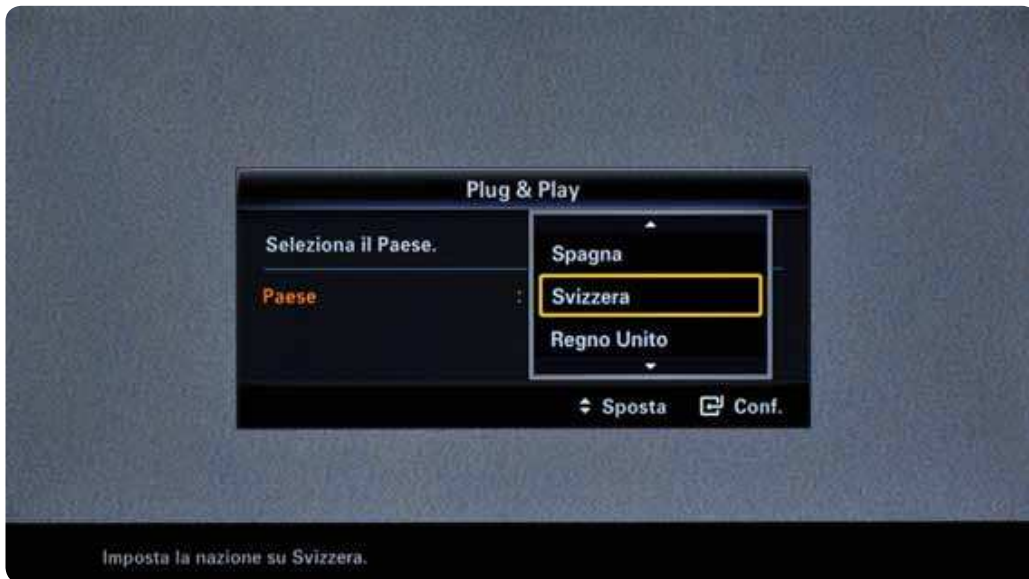 Plug & Play
Seleziona il Paese.
Spagna
Paese :
Svizzera
Regno Unito
Sposta Conf.
Imposta la nazione su Svizzera.